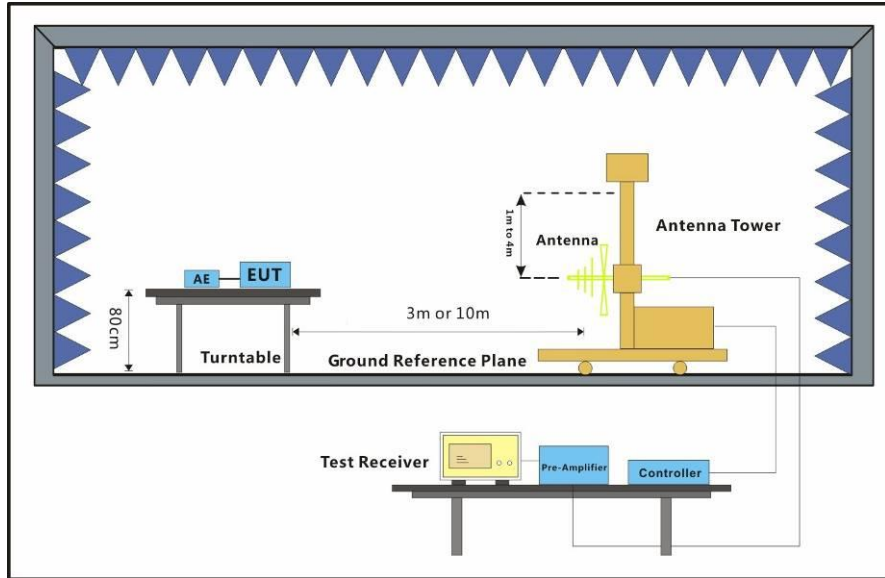 1m to 4m
Antenna
Antenna Tower
AE
EUT
80cm
3m or 10m
Turntable
Ground Reference Plane
Test Receiver
Pre-Amplifier
Controller